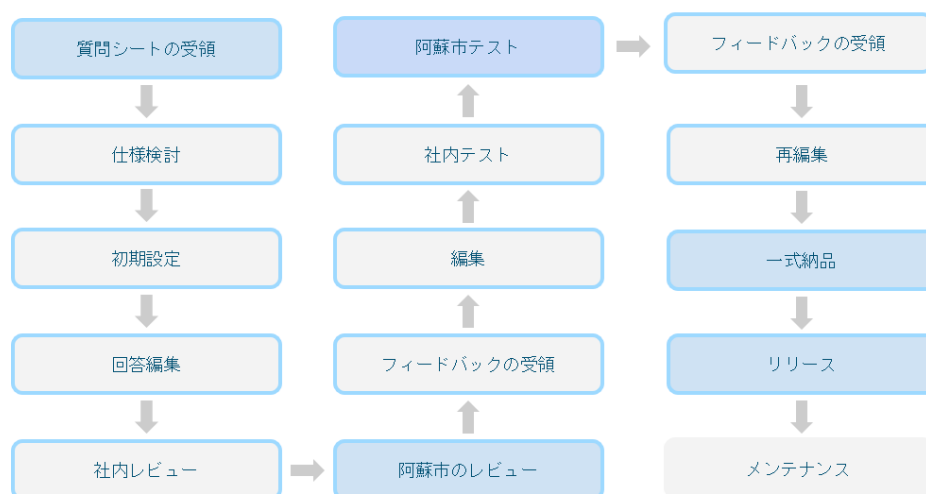 質問シートの受領
仕様検討
初期設定
回答編集
社内レビュー
阿蘇市のレビュー
フィードバックの受領
編集
社内テスト
阿蘇市テスト
フィードバックの受領
再編集
一式納品
リリース
メンテナンス